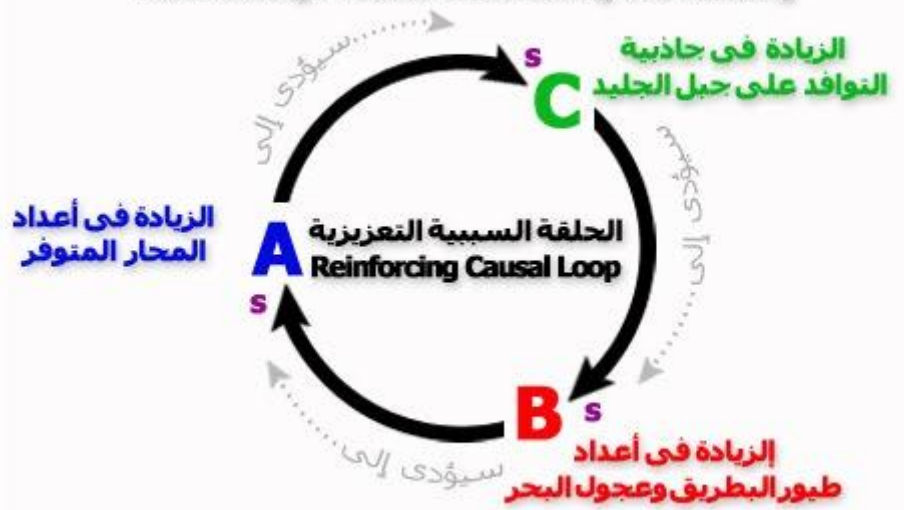 الزيادة فى جاذبية
التوافد على جبل الجليد
s
C
سيؤدى إلى
سيؤدى إلى
الزيادة فى أعداد
المحار المتوفر
A
s
الحلقة السببية التعزيزية
Reinforcing Causal Loop
B
s
سيؤدى إلى
الزيادة فى أعداد
طيور البطريق وعجول البحر